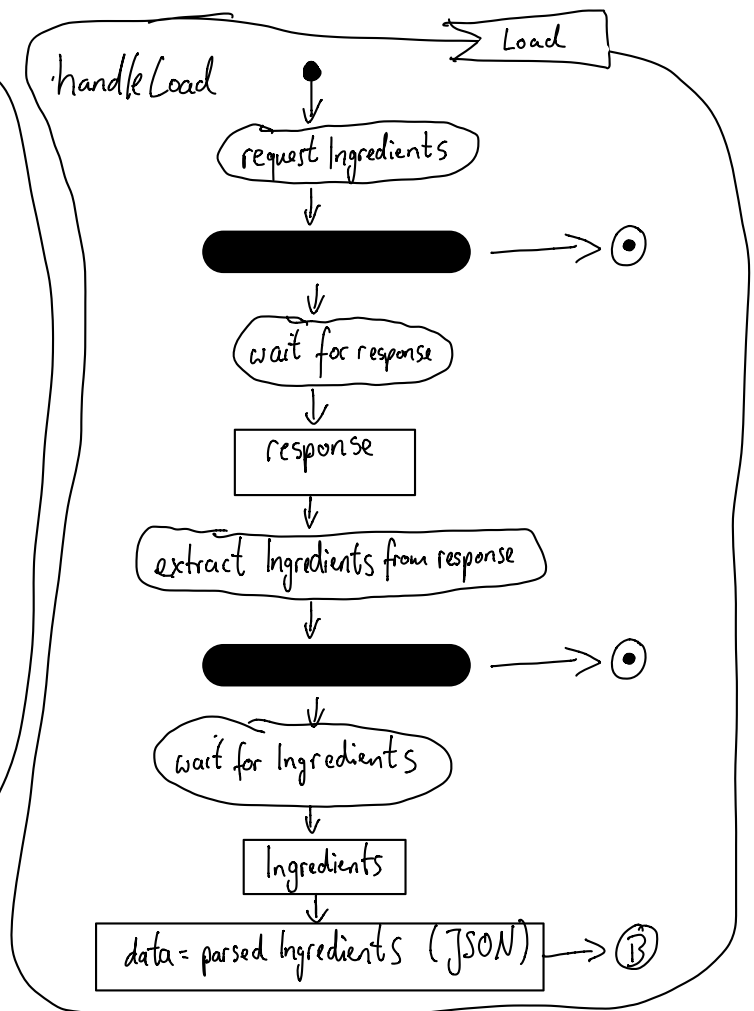 Load
handleLoad
request Ingredients
wait for response
response
extract Ingredients from response
wait for Ingredients
Ingredients
data = parsed Ingredients (JSON)
B